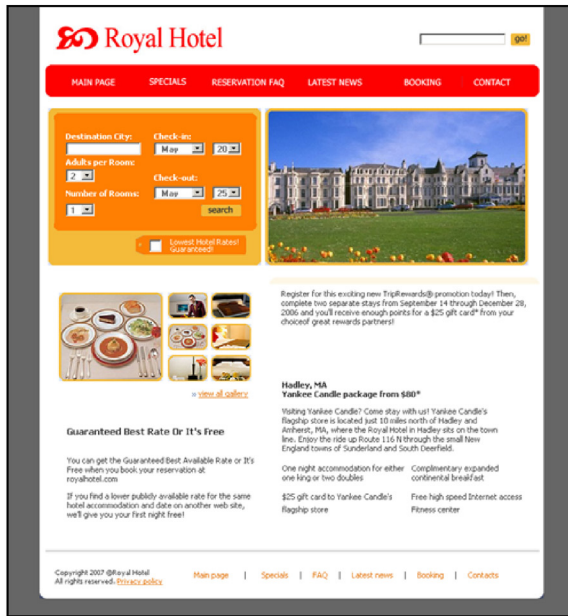 Royal Hotel
go!
MAIN PAGE SPECIALS RESERVATION FAQ LATEST NEWS BOOKING CONTACT
Destination City: Check-in:
May 20
Adults per Room:
2
Check-out:
Number of Rooms: May 25
1 search
Lowest Hotel Rates!
Guaranteed!
Register for this exciting new TripRewards® promotion today! Then,
complete two separate stays from September 14 through December 28,
2006 and you'll receive enough points for a $25 gift card* from your
choiceof great rewards partners!
view all gallery
Hadley, MA
Yankee Candle package from $80*
Visiting Yankee Candle? Come stay with us! Yankee Candle's
flagship store is located just 10 miles north of Hadley and
Amherst, MA, where the Royal Hotel in Hadley sits on the town
line. Enjoy the ride up Route 116 N through the small New
England towns of Sunderland and South Deerfield.
One night accommodation for either
one king or two doubles
Complimentary expanded
continental breakfast
$25 gift card to Yankee Candle's
flagship store
Free high speed Internet access
Fitness center
Guaranteed Best Rate Or It's Free
You can get the Guaranteed Best Available Rate or It's
Free when you book your reservation at
royalhotel.com
If you find a lower publicly available rate for the same
hotel accommodation and date on another web site,
we'll give you your first night free!
Copyright 2007 @Royal Hotel
All rights reserved. Privacy policy
Main page | Specials | FAQ | Latest news | Booking | Contacts